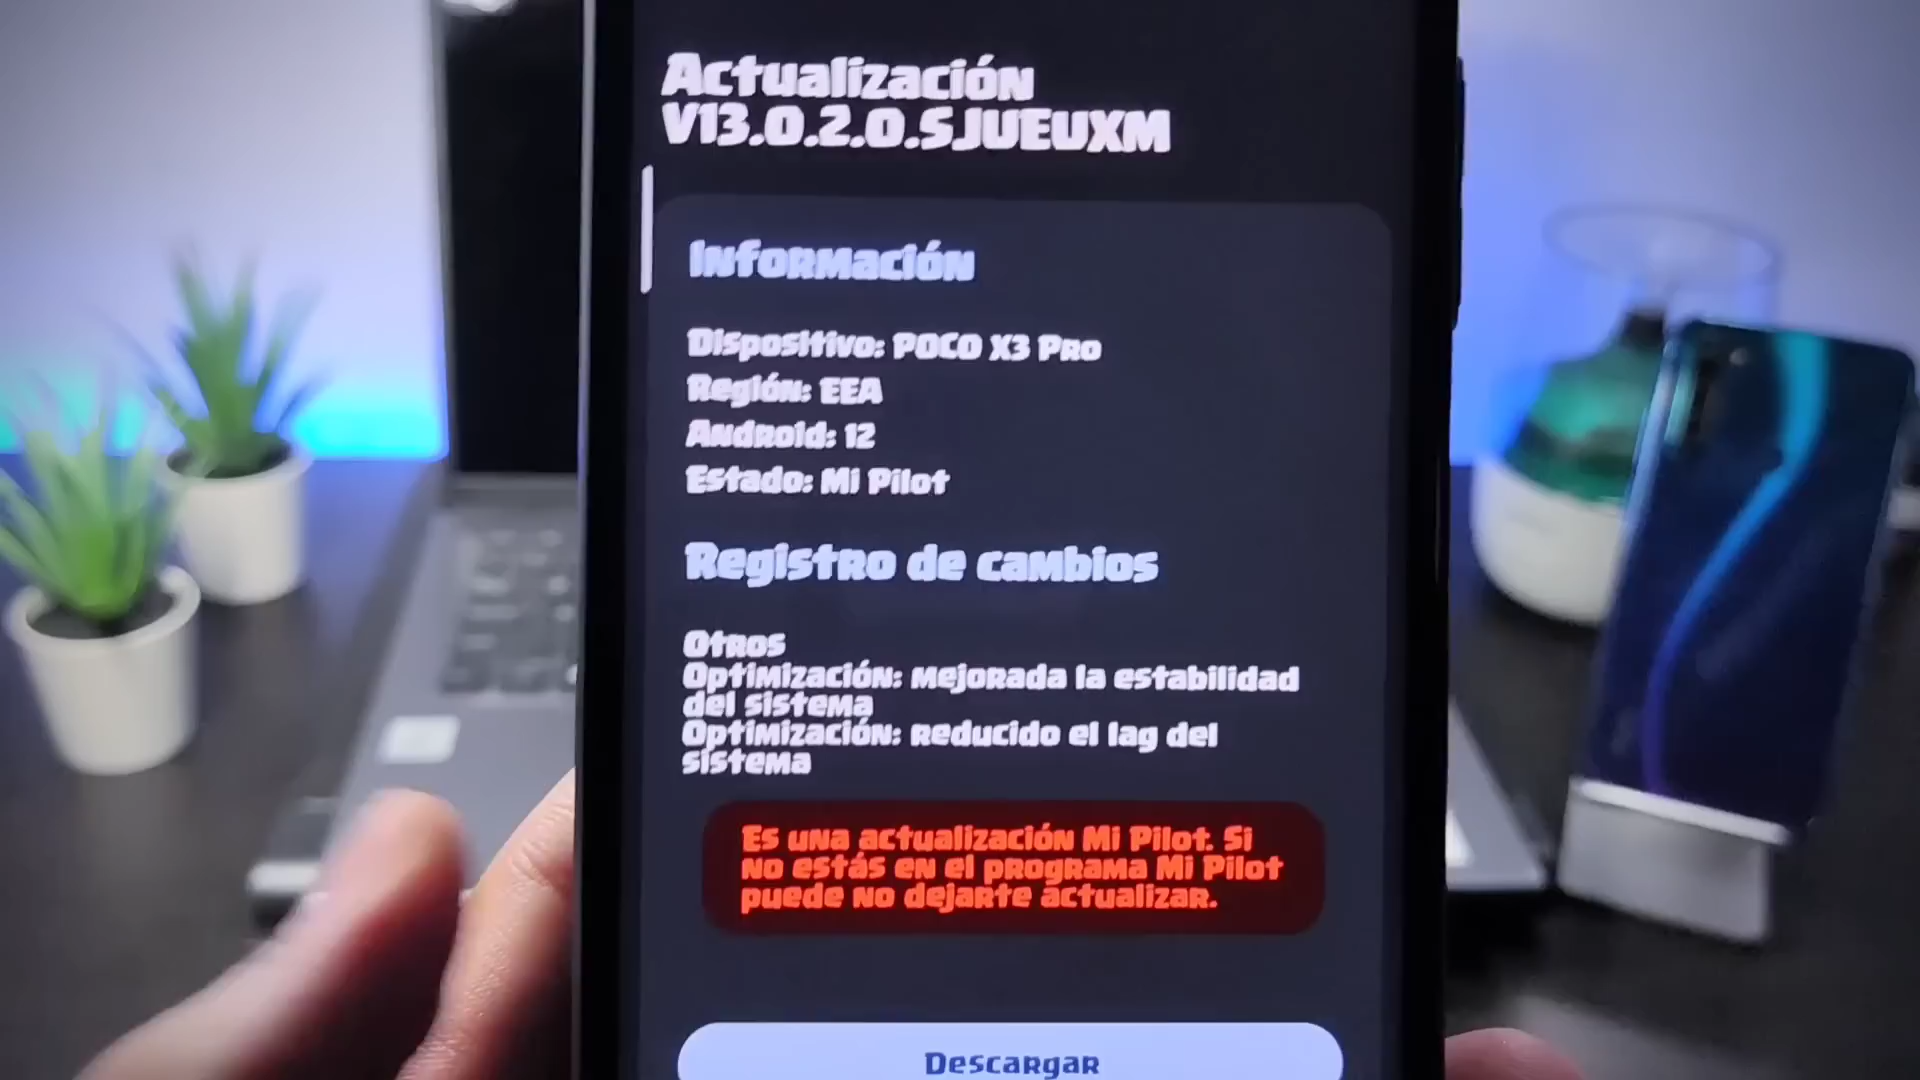 Actualización
V13.0.2.0.SJUEUXM
Información
Dispositivo: POCO X3 Pro
Región: EEA
Android: 12
Estado: Mi Pilot
Registro de cambios
Otros
Optimización: mejorada la estabilidad
del sistema
Optimización: reducido el lag del
sistema
Es una actualización Mi Pilot. Si
no estás en el programa Mi Pilot
puede no dejarte actualizar.
Descargar